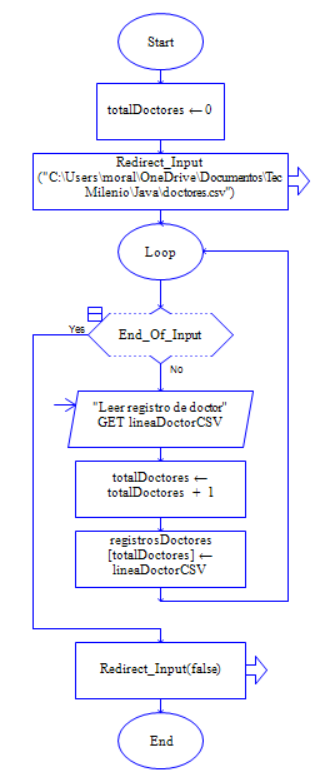 Start
totalDoctores ← 0
Redirect_Input
("C:\Users\moral\OneDrive\Documentos\Tec
Milenio\Java\doctores.csv")
Loop
Yes
End_Of_Input
No
"Leer registro de doctor"
GET lineaDoctorCSV
totalDoctores ←
totalDoctores + 1
registrosDoctores
[totalDoctores] ←
lineaDoctorCSV
Redirect_Input(false)
End